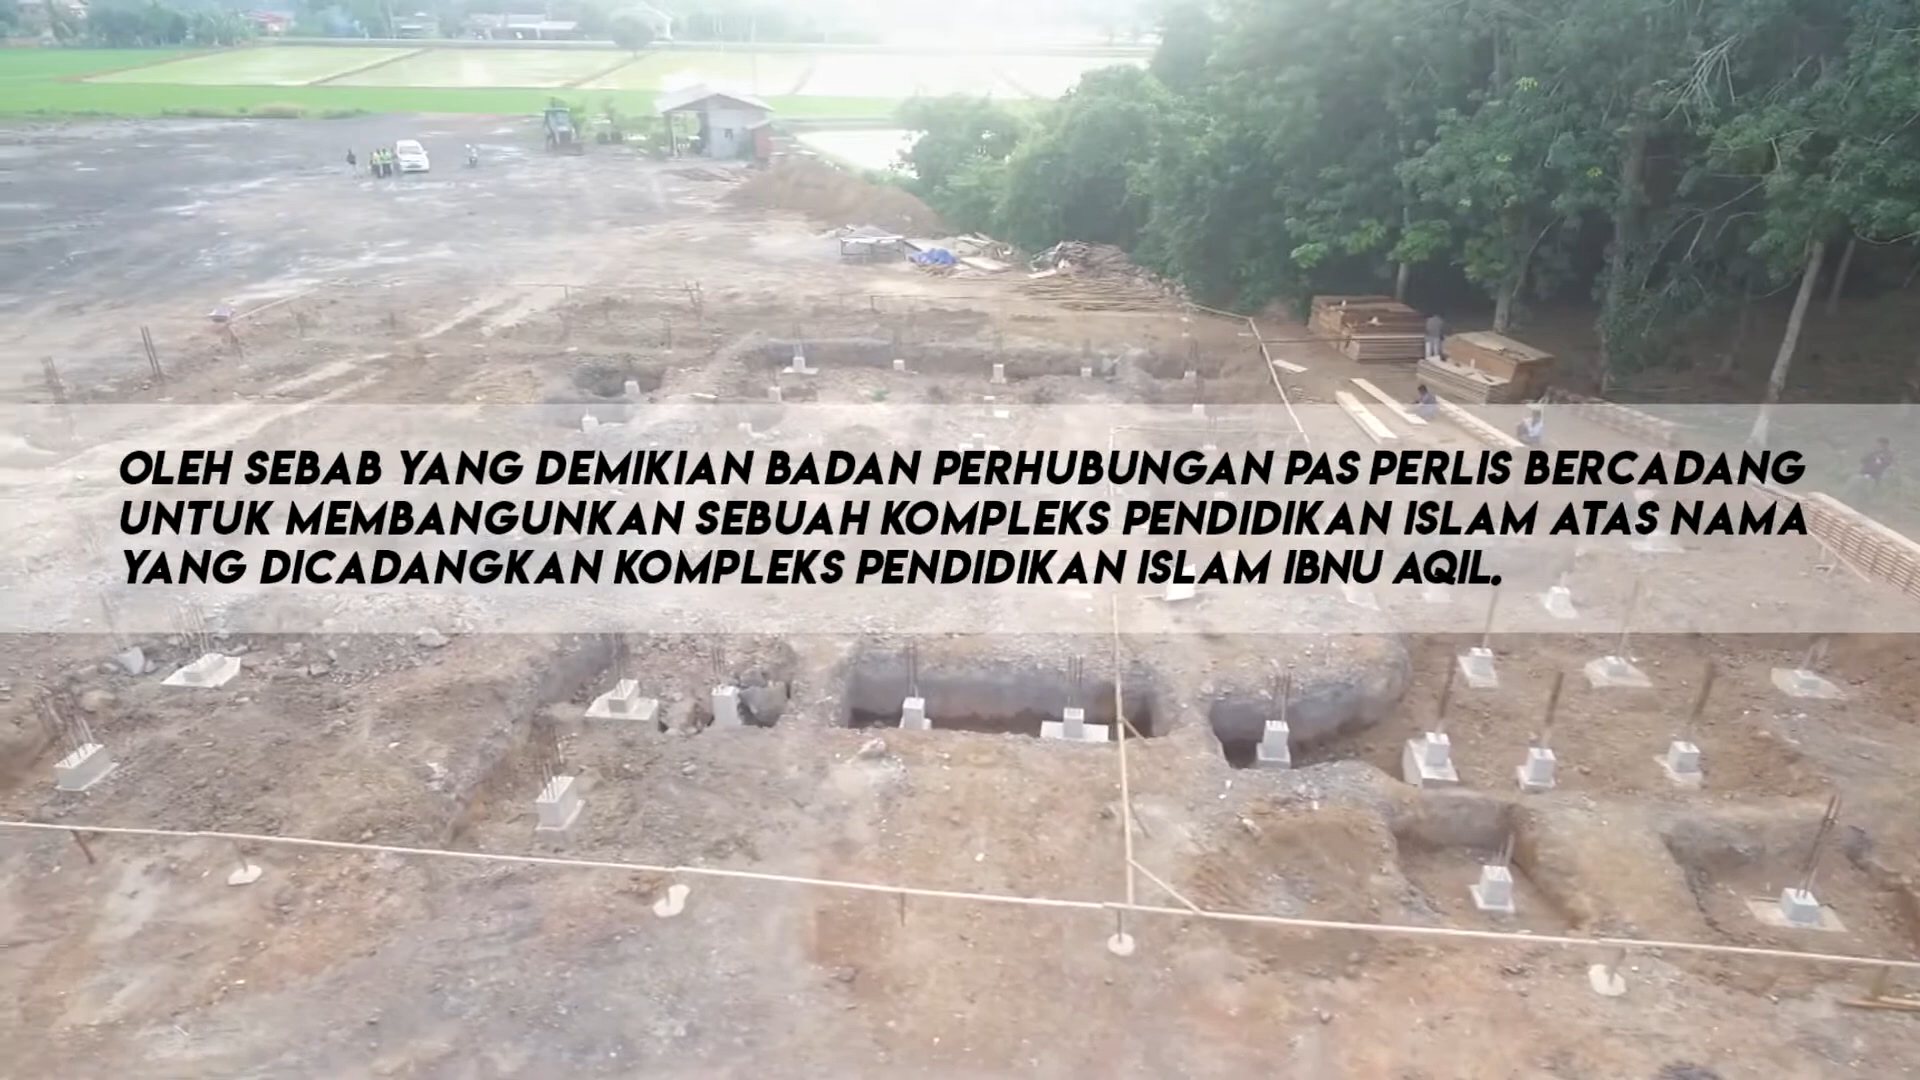 OLEH SEBAB YANG DEMIKIAN BADAN PERHUBUNGAN PAS PERLIS BERCADANG
UNTUK MEMBANGUNKAN SEBUAH KOMPLEKS PENDIDIKAN ISLAM ATAS NAMA
YANG DICADANGKAN KOMPLEKS PENDIDIKAN ISLAM IBNU AQIL.